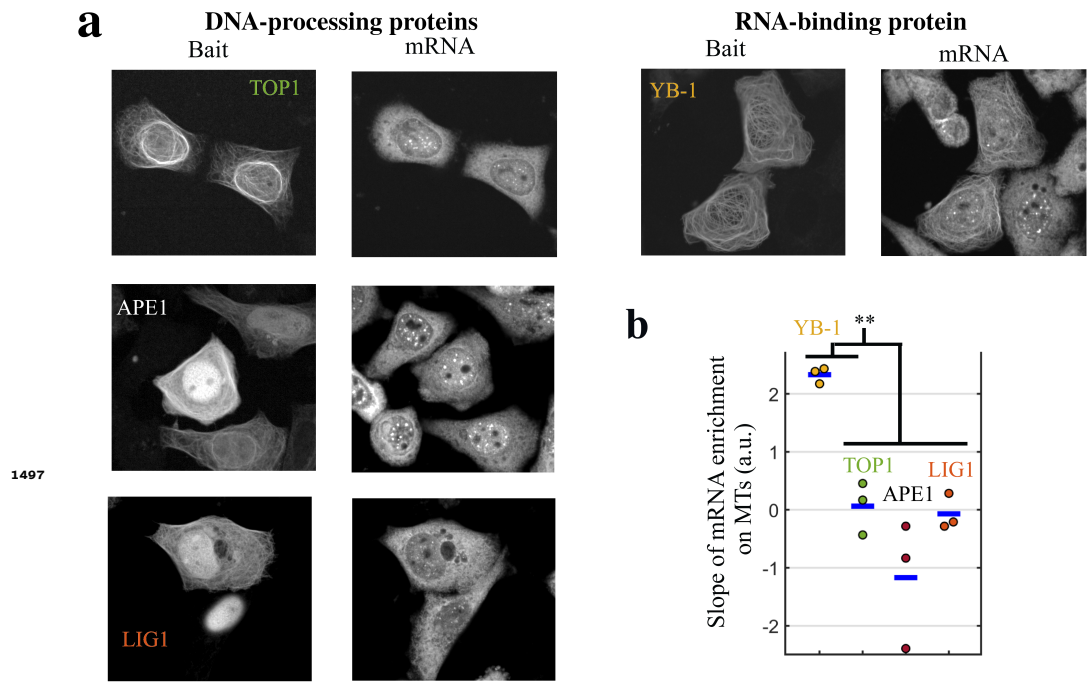 a
DNA-processing proteins
RNA-binding protein
Bait
mRNA
Bait
mRNA
TOP1
YB-1
APE1
1497
LIG1
b
YB-1
**
Slope of mRNA enrichment
on MTs (a.u.)
2
1
0
-1
-2
TOP1
APE1
LIG1